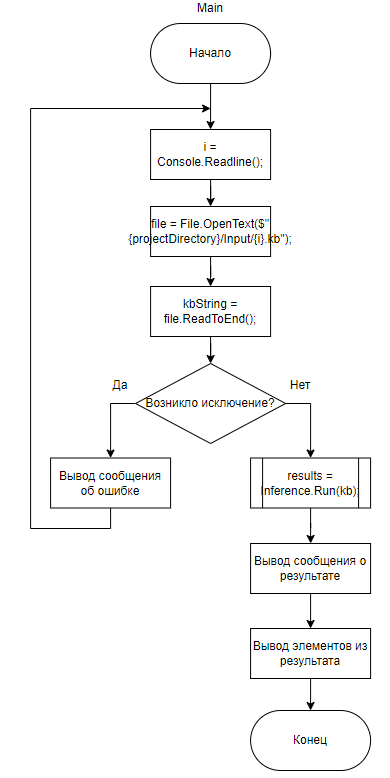 Main
Начало
i =
Console.Readline();
file = File.OpenText($"
{projectDirectory}/Input/{i}.kb");
kbString =
file.ReadToEnd();
Возникло исключение?
Да
Нет
Вывод сообщения
об ошибке
results =
Inference.Run(kb);
Вывод сообщения о
результате
Вывод элементов из
результата
Конец